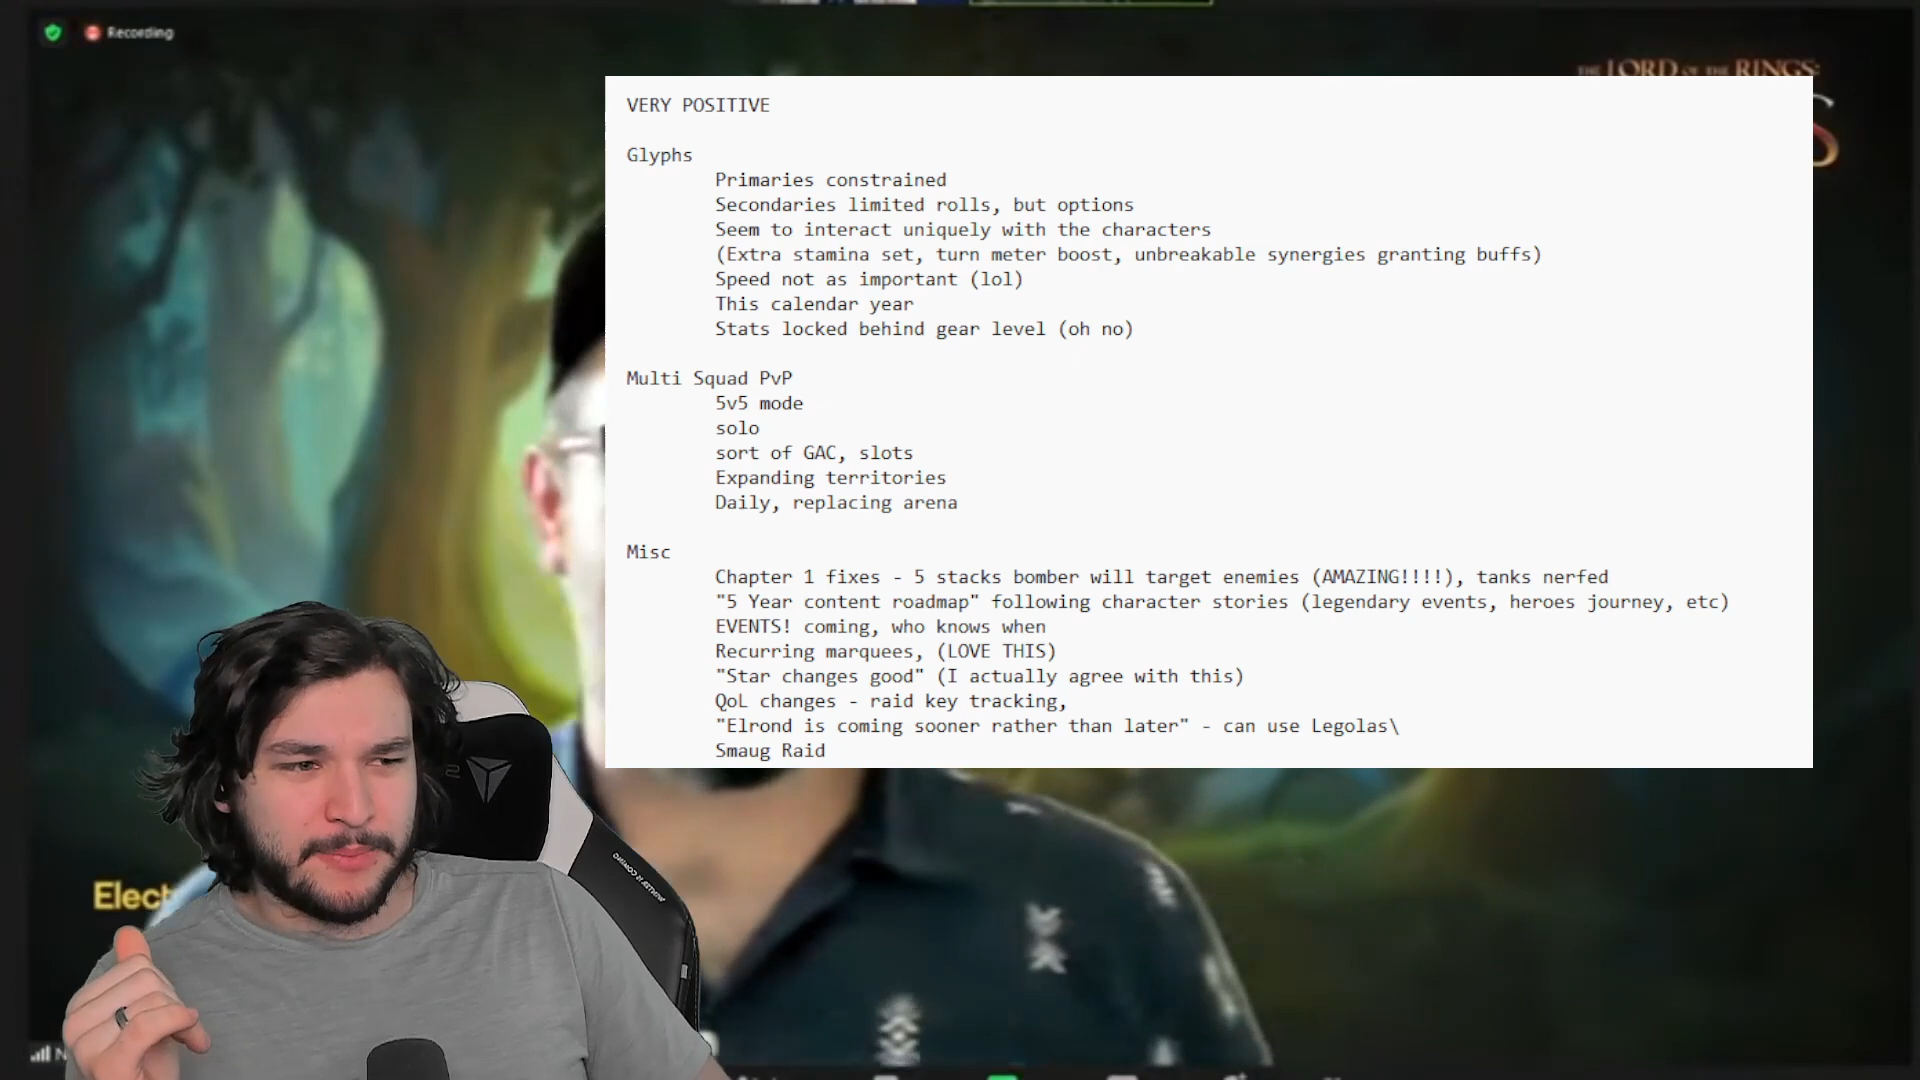 Recording
THE LORD OF THE RINGS:
VERY POSITIVE
Glyphs
Primaries constrained
Secondaries limited rolls, but options
Seem to interact uniquely with the characters
(Extra stamina set, turn meter boost, unbreakable synergies granting buffs)
Speed not as important (lol)
This calendar year
Stats locked behind gear level (oh no)
Multi Squad PvP
5v5 mode
solo
sort of GAC, slots
Expanding territories
Daily, replacing arena
Misc
Chapter 1 fixes - 5 stacks bomber will target enemies (AMAZING!!!!), tanks nerfed
"5 Year content roadmap" following character stories (legendary events, heroes journey, etc)
EVENTS! coming, who knows when
Recurring marquees, (LOVE THIS)
"Star changes good" (I actually agree with this)
QoL changes - raid key tracking,
"Elrond is coming sooner rather than later" - can use Legolas\
Smaug Raid
Elect